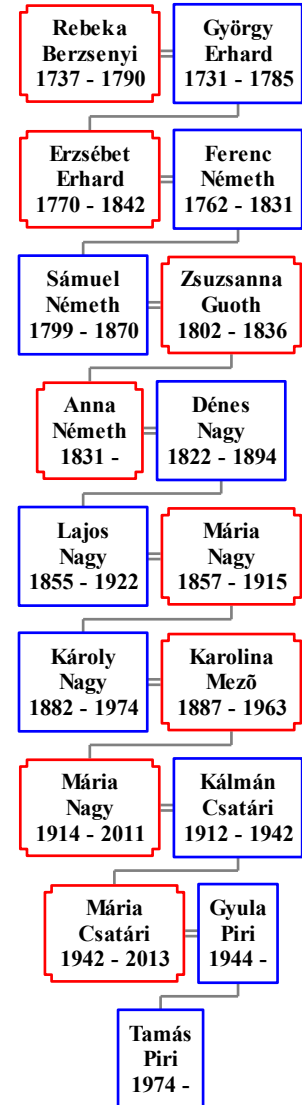 Rebeka
Berzsenyi
1737 - 1790
György
Erhard
1731 - 1785
Erzsébet
Erhard
1770 - 1842
Ferenc
Németh
1762 - 1831
Sámuel
Németh
1799 - 1870
Zsuzsanna
Guoth
1802 - 1836
Anna
Németh
1831 -
Dénes
Nagy
1822 - 1894
Lajos
Nagy
1855 - 1922
Mária
Nagy
1857 - 1915
Károly
Nagy
1882 - 1974
Karolina
Mezõ
1887 - 1963
Mária
Nagy
1914 - 2011
Kálmán
Csatári
1912 - 1942
Mária
Csatári
1942 - 2013
Gyula
Piri
1944 -
Tamás
Piri
1974 -